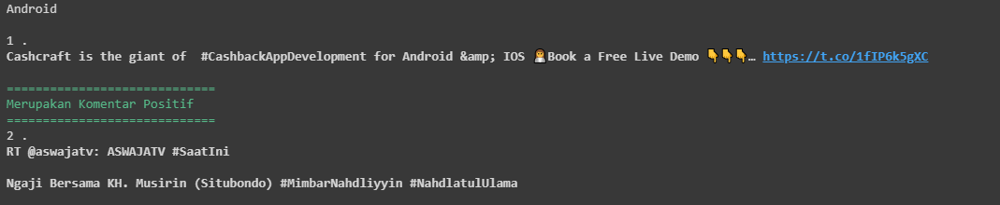 Android
1 .
Cashcraft is the giant of  #CashbackAppDevelopment for Android &amp; IOS 👩‍💼Book a Free Live Demo 👇👇👇… https://t.co/1fIP6k5gXC
=============================
Merupakan Komentar Positif
=============================
2 .
RT @aswajatv: ASWAJATV #SaatIni
Ngaji Bersama KH. Musirin (Situbondo) #MimbarNahdliyyin #NahdlatulUlama